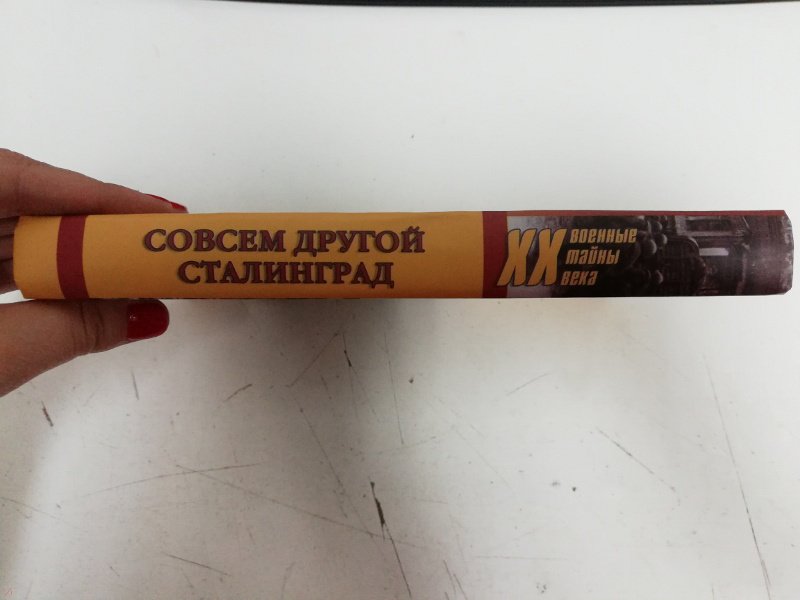 СОВСЕМ ДРУГОЙ
СТАЛИНГРАД
XX
военные
тайны
века